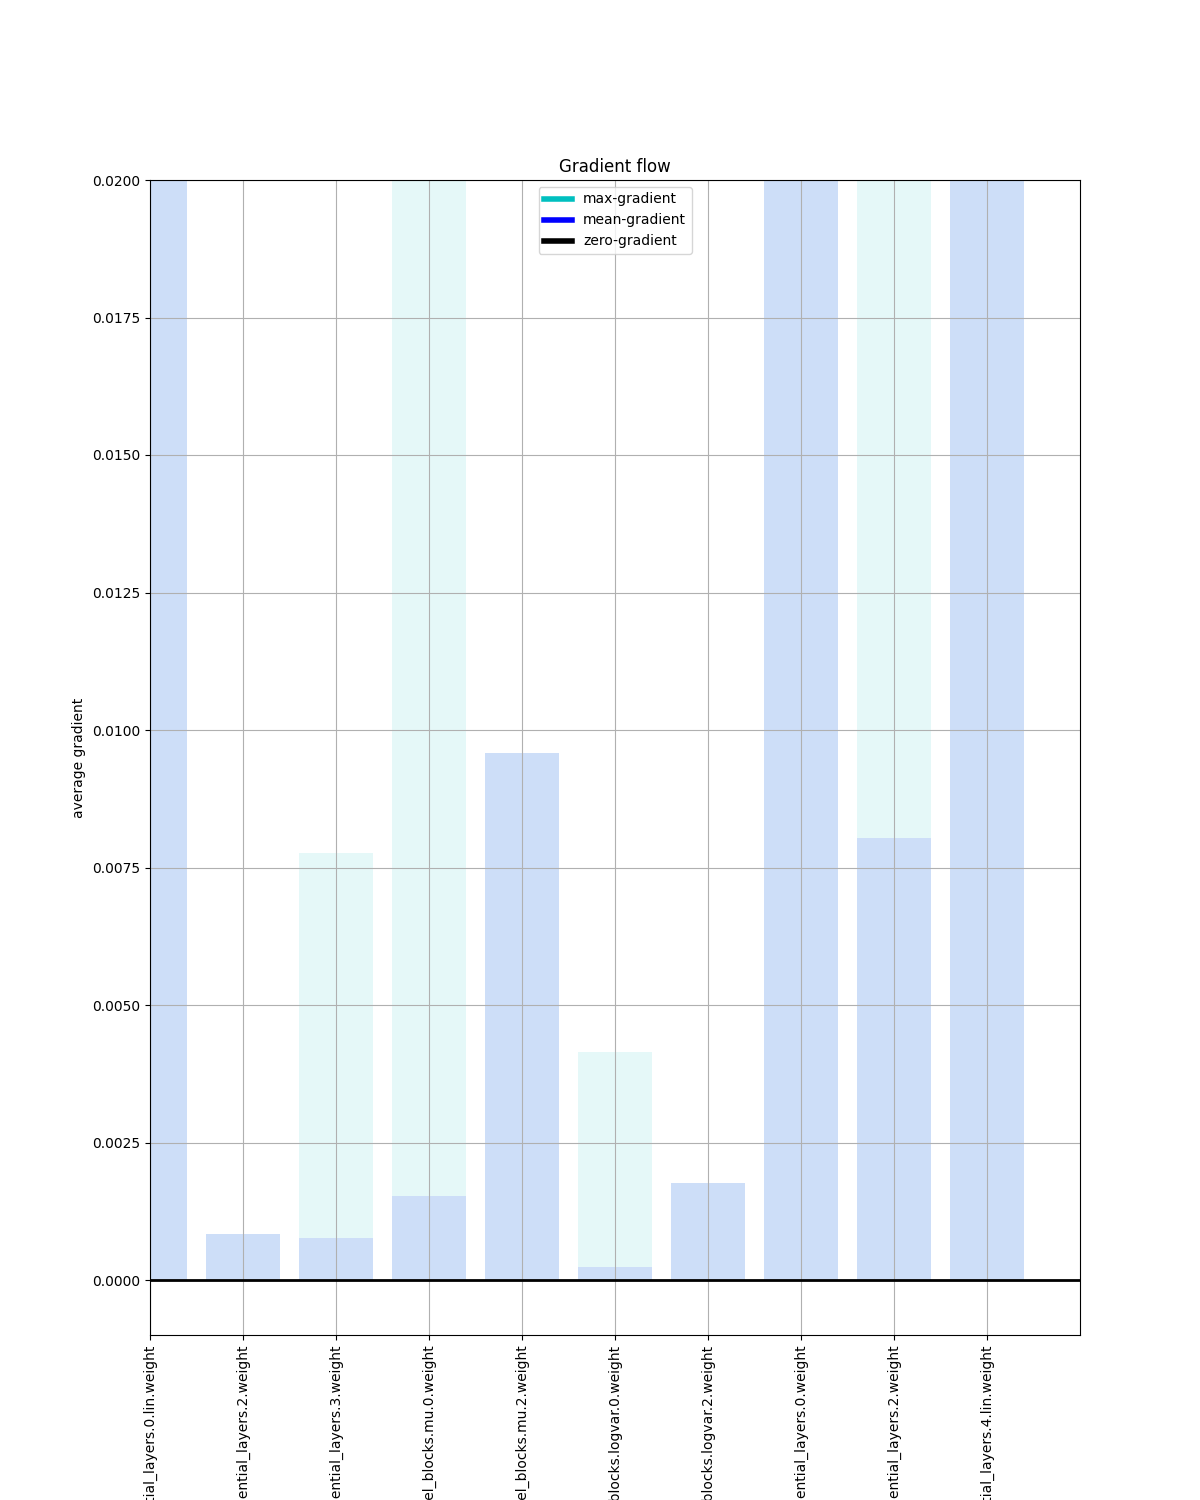 Gradient flow
max-gradient
mean-gradient
zero-gradient
0.0200
0.0175
0.0150
0.0125
0.0100
0.0075
0.0050
0.0025
0.0000
average gradient
tial_layers.0.lin.weight
ential_layers.2.weight
ential_layers.3.weight
el_blocks.mu.0.weight
el_blocks.mu.2.weight
blocks.logvar.0.weight
blocks.logvar.2.weight
ential_layers.0.weight
ential_layers.2.weight
tial_layers.4.lin.weight